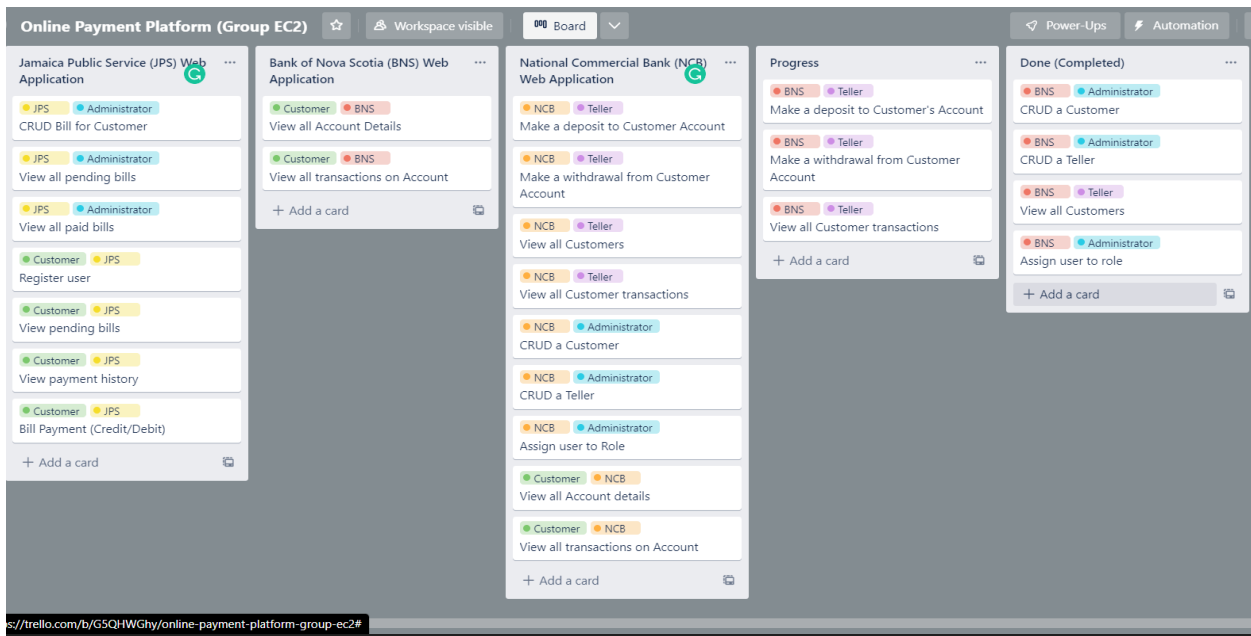 Online Payment Platform (Group EC2)
Workspace visible
Board
Power-Ups
Automation
Jamaica Public Service (JPS) Web
Application
JPS Administrator
CRUD Bill for Customer
JPS Administrator
View all pending bills
JPS Administrator
View all paid bills
Customer JPS
Register user
Customer JPS
View pending bills
Customer JPS
View payment history
Customer JPS
Bill Payment (Credit/Debit)
+ Add a card
Bank of Nova Scotia (BNS) Web
Application
Customer BNS
View all Account Details
Customer BNS
View all transactions on Account
+ Add a card
National Commercial Bank (NCB)
Web Application
NCB Teller
Make a deposit to Customer Account
NCB Teller
Make a withdrawal from Customer
Account
NCB Teller
View all Customers
NCB Teller
View all Customer transactions
NCB Administrator
CRUD a Customer
NCB Administrator
CRUD a Teller
NCB Administrator
Assign user to Role
Customer NCB
View all Account details
Customer NCB
View all transactions on Account
+ Add a card
Progress
BNS Teller
Make a deposit to Customer's Account
BNS Teller
Make a withdrawal from Customer
Account
BNS Teller
View all Customer transactions
+ Add a card
Done (Completed)
BNS Administrator
CRUD a Customer
BNS Administrator
CRUD a Teller
BNS Teller
View all Customers
BNS Administrator
Assign user to role
+ Add a card
ps://trello.com/b/G5QHWGhy/online-payment-platform-group-ec2#